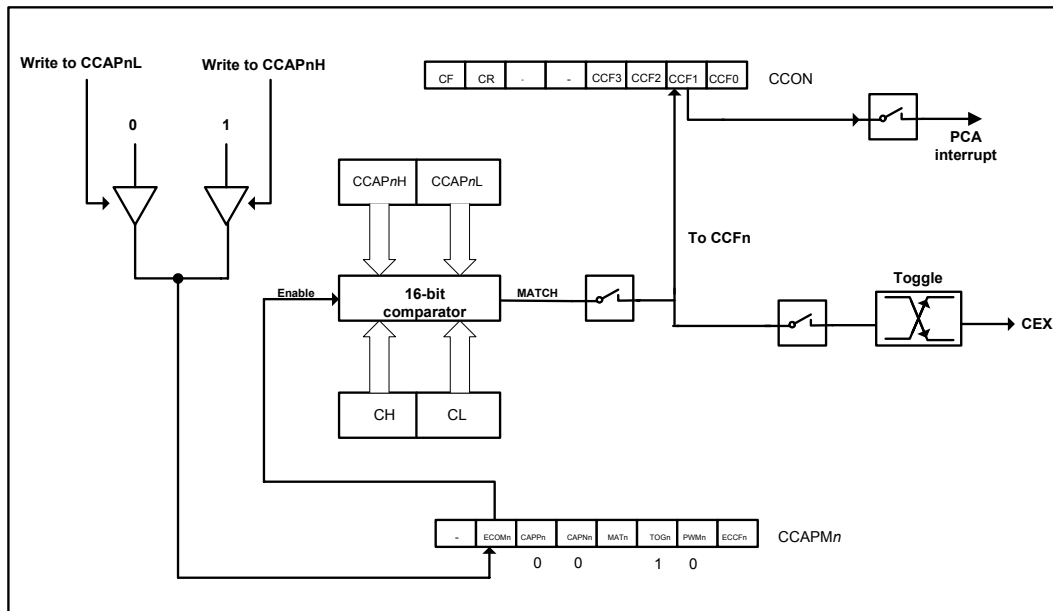 Write to CCAPnL
Write to CCAPnH
0
1
CF CR - - CCF3 CCF2 CCF1 CCF0 CCON
PCA
interrupt
CCAPnH CCAPnL
To CCFn
Enable
16-bit
comparator
MATCH
Toggle
CEX
CH CL
- ECOMn CAPPn CAPNn MATn TOGn PWMn ECCFn CCAPMn
0 0 1 0